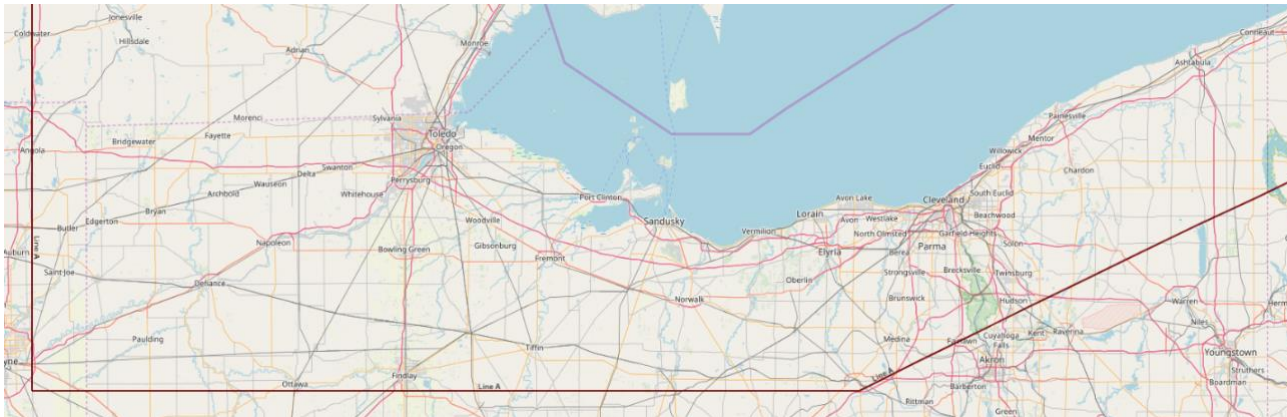 Jonesville
Coldwater
Hillsdale
Adrian
Monroe
Conneaut
Ashtabula
Morenci
Sylvania
Painesville
Fayette
Toledo
Bridgewater
Oregon
Mentor
Angola
Willowick
Swanton
Euclid
Chardon
Delta
Perrysburg
Wauseon
Archbold
Whitehouse
Port Clinton
South Euclid
Avon Lake
Cleveland
Bryan
Edgerton
Woodville
Sandusky
Lorain
Avon
Westlake
Beachwood
Butler
Vermilion
North Olmsted
Garfield Heights
Napoleon
Gibsonburg
Parma
Solon
Auburn
Line A
Bowling Green
Fremont
Elyria
Berea
Saint Joe
Strongsville
Brecksville
Twinsburg
Defiance
Oberlin
Norwalk
Brunswick
Hudson
Warren
Niles
Paulding
Medina
Cuyahoga
Falls
Kent
Ravenna
Tiffin
Fairlawn
Youngstown
Akron
Struthers
Findlay
Line A
Boardman
Ottawa
Line A
Barberton
Rittman
Green